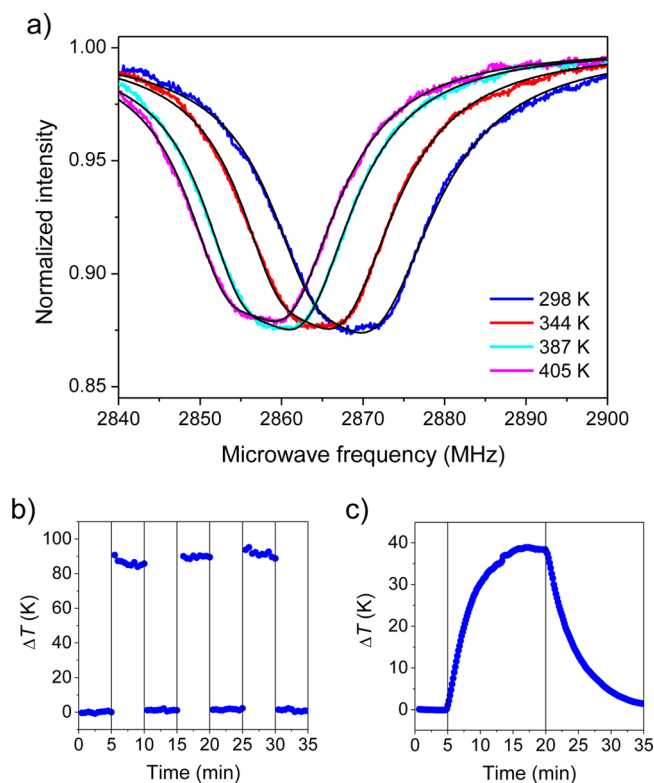 a)
1.00
0.95
0.90
0.85
Normalized intensity
298 K
344 K
387 K
405 K
2840 2850 2860 2870 2880 2890 2900
Microwave frequency (MHz)
b)
100
80
60
40
20
0
ΔT (K)
0 5 10 15 20 25 30 35
Time (min)
c)
40
30
20
10
0
ΔT (K)
0 5 10 15 20 25 30 35
Time (min)